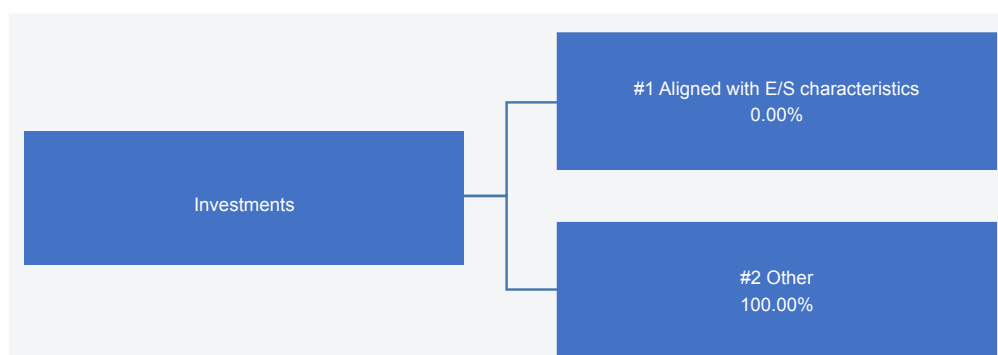 Investments
#1 Aligned with E/S characteristics
0.00%
#2 Other
100.00%